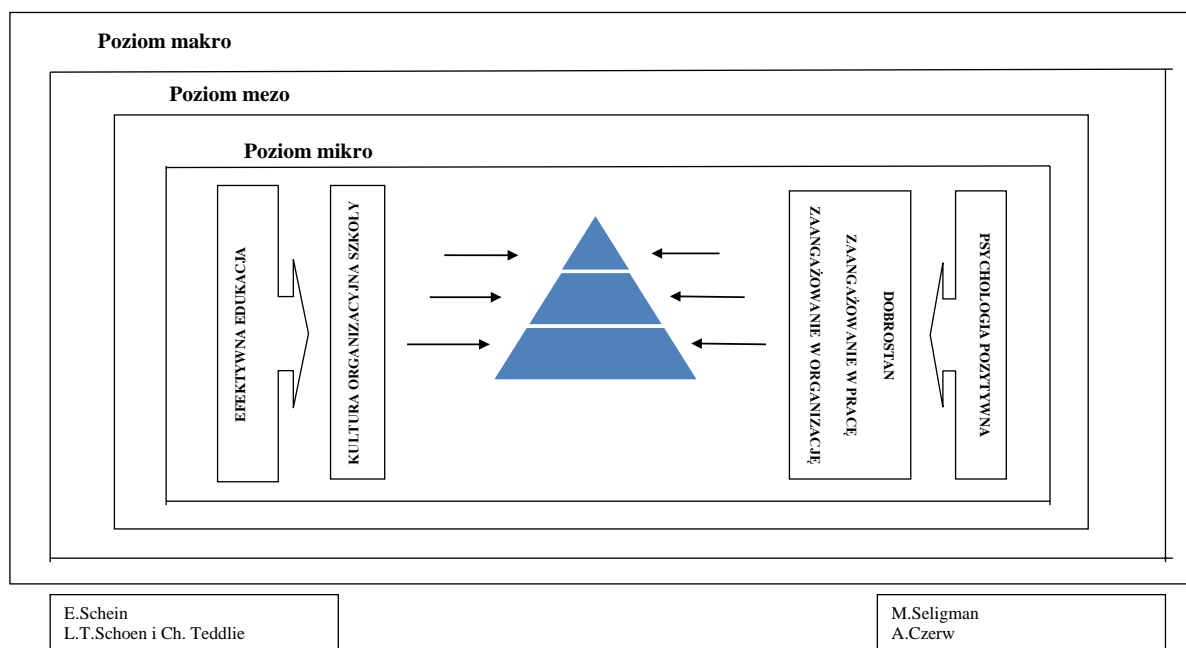 Poziom makro
Poziom mezo
Poziom mikro
EFEKTYWNA EDUKACJA
KULTURA ORGANIZACYJNA SZKOŁY
ZAANGAŻOWANIE W ORGANIZACJĘ
ZAANGAŻOWANIE W PRACĘ
DOBROSTAN
PSYCHOLOGIA POZYTYWNA
E.Schein
L.T.Schoen i Ch. Teddlie
M.Seligman
A.Czerw